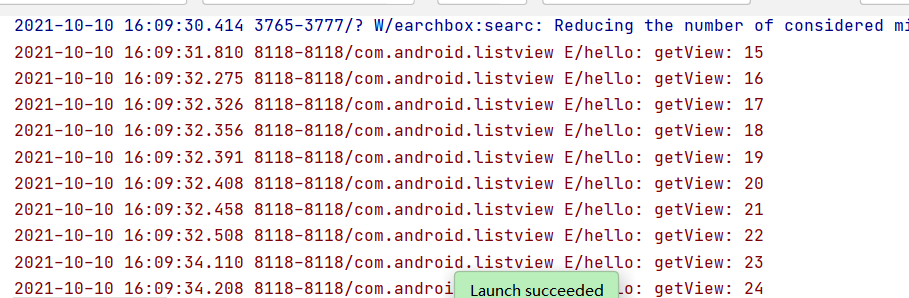 2021-10-10 16:09:30.414 3765-3777/? W/earchbox:searc: Reducing the number of considered
2021-10-10 16:09:31.810 8118-8118/com.android.listview E/hello: getView: 15
2021-10-10 16:09:32.275 8118-8118/com.android.listview E/hello: getView: 16
2021-10-10 16:09:32.326 8118-8118/com.android.listview E/hello: getView: 17
2021-10-10 16:09:32.356 8118-8118/com.android.listview E/hello: getView: 18
2021-10-10 16:09:32.391 8118-8118/com.android.listview E/hello: getView: 19
2021-10-10 16:09:32.408 8118-8118/com.android.listview E/hello: getView: 20
2021-10-10 16:09:32.458 8118-8118/com.android.listview E/hello: getView: 21
2021-10-10 16:09:32.508 8118-8118/com.android.listview E/hello: getView: 22
2021-10-10 16:09:34.110 8118-8118/com.android.listview E/hello: getView: 23
2021-10-10 16:09:34.208 8118-8118/com.androi lo: getView: 24
Launch succeeded